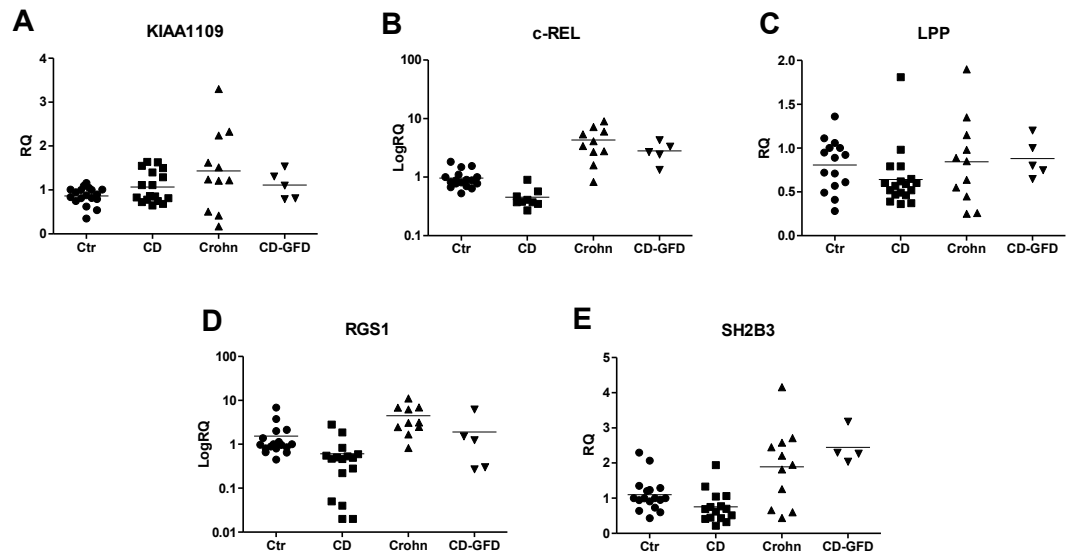 A
KIAA1109
RQ
4
3
2
1
0
Ctr CD Crohn CD-GFD
B
c-REL
LogRQ
100
10
1
0.1
Ctr CD Crohn CD-GFD
C
LPP
RQ
2.0
1.5
1.0
0.5
0.0
Ctr CD Crohn CD-GFD
D
RGS1
LogRQ
100
10
1
0.1
0.01
Ctr CD Crohn CD-GFD
E
SH2B3
RQ
5
4
3
2
1
0
Ctr CD Crohn CD-GFD